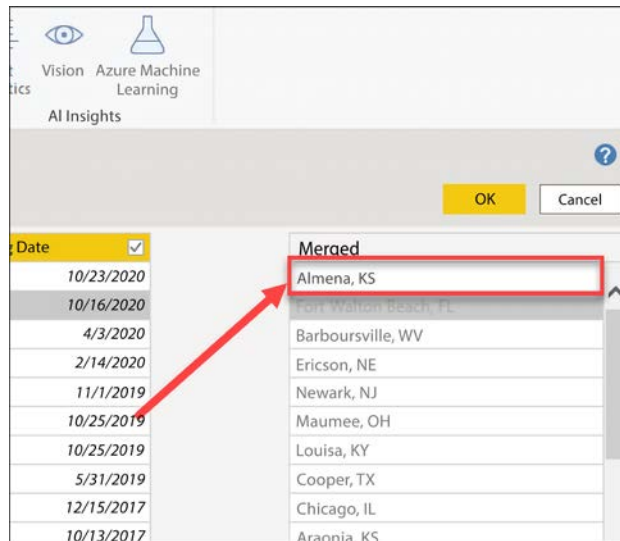 Vision Azure Machine
tics Learning
AI Insights
?
OK Cancel
g Date Merged
10/23/2020 Almena, KS
10/16/2020 Fort Walton Beach, FL
4/3/2020 Barboursville, WV
2/14/2020 Ericson, NE
11/1/2019 Newark, NJ
10/25/2019 Maumee, OH
10/25/2019 Louisa, KY
5/31/2019 Cooper, TX
12/15/2017 Chicago, IL
10/13/2017 Argonia, KS